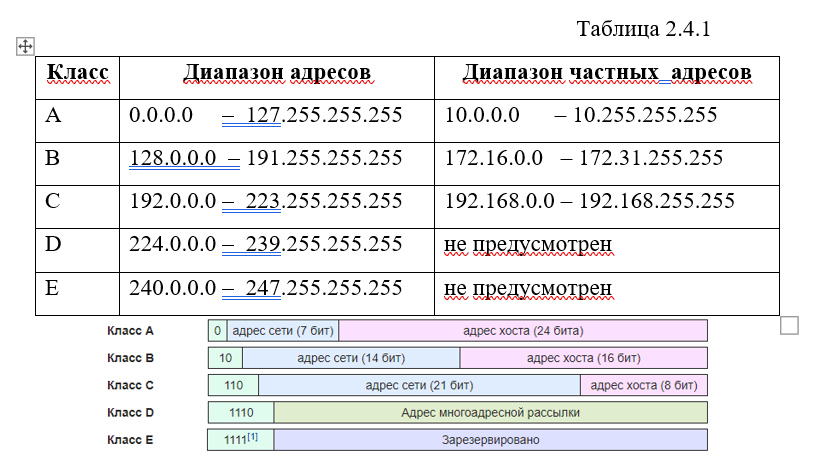 Таблица 2.4.1
Класс Диапазон адресов Диапазон частных адресов
A 0.0.0.0 – 127.255.255.255 10.0.0.0 – 10.255.255.255
B 128.0.0.0 – 191.255.255.255 172.16.0.0 – 172.31.255.255
C 192.0.0.0 – 223.255.255.255 192.168.0.0 – 192.168.255.255
D 224.0.0.0 – 239.255.255.255 не предусмотрен
E 240.0.0.0 – 247.255.255.255 не предусмотрен
Класс A 0 адрес сети (7 бит) адрес хоста (24 бита)
Класс B 10 адрес сети (14 бит) адрес хоста (16 бит)
Класс C 110 адрес сети (21 бит) адрес хоста (8 бит)
Класс D 1110 Адрес многоадресной рассылки
Класс E 1111[1] Зарезервировано